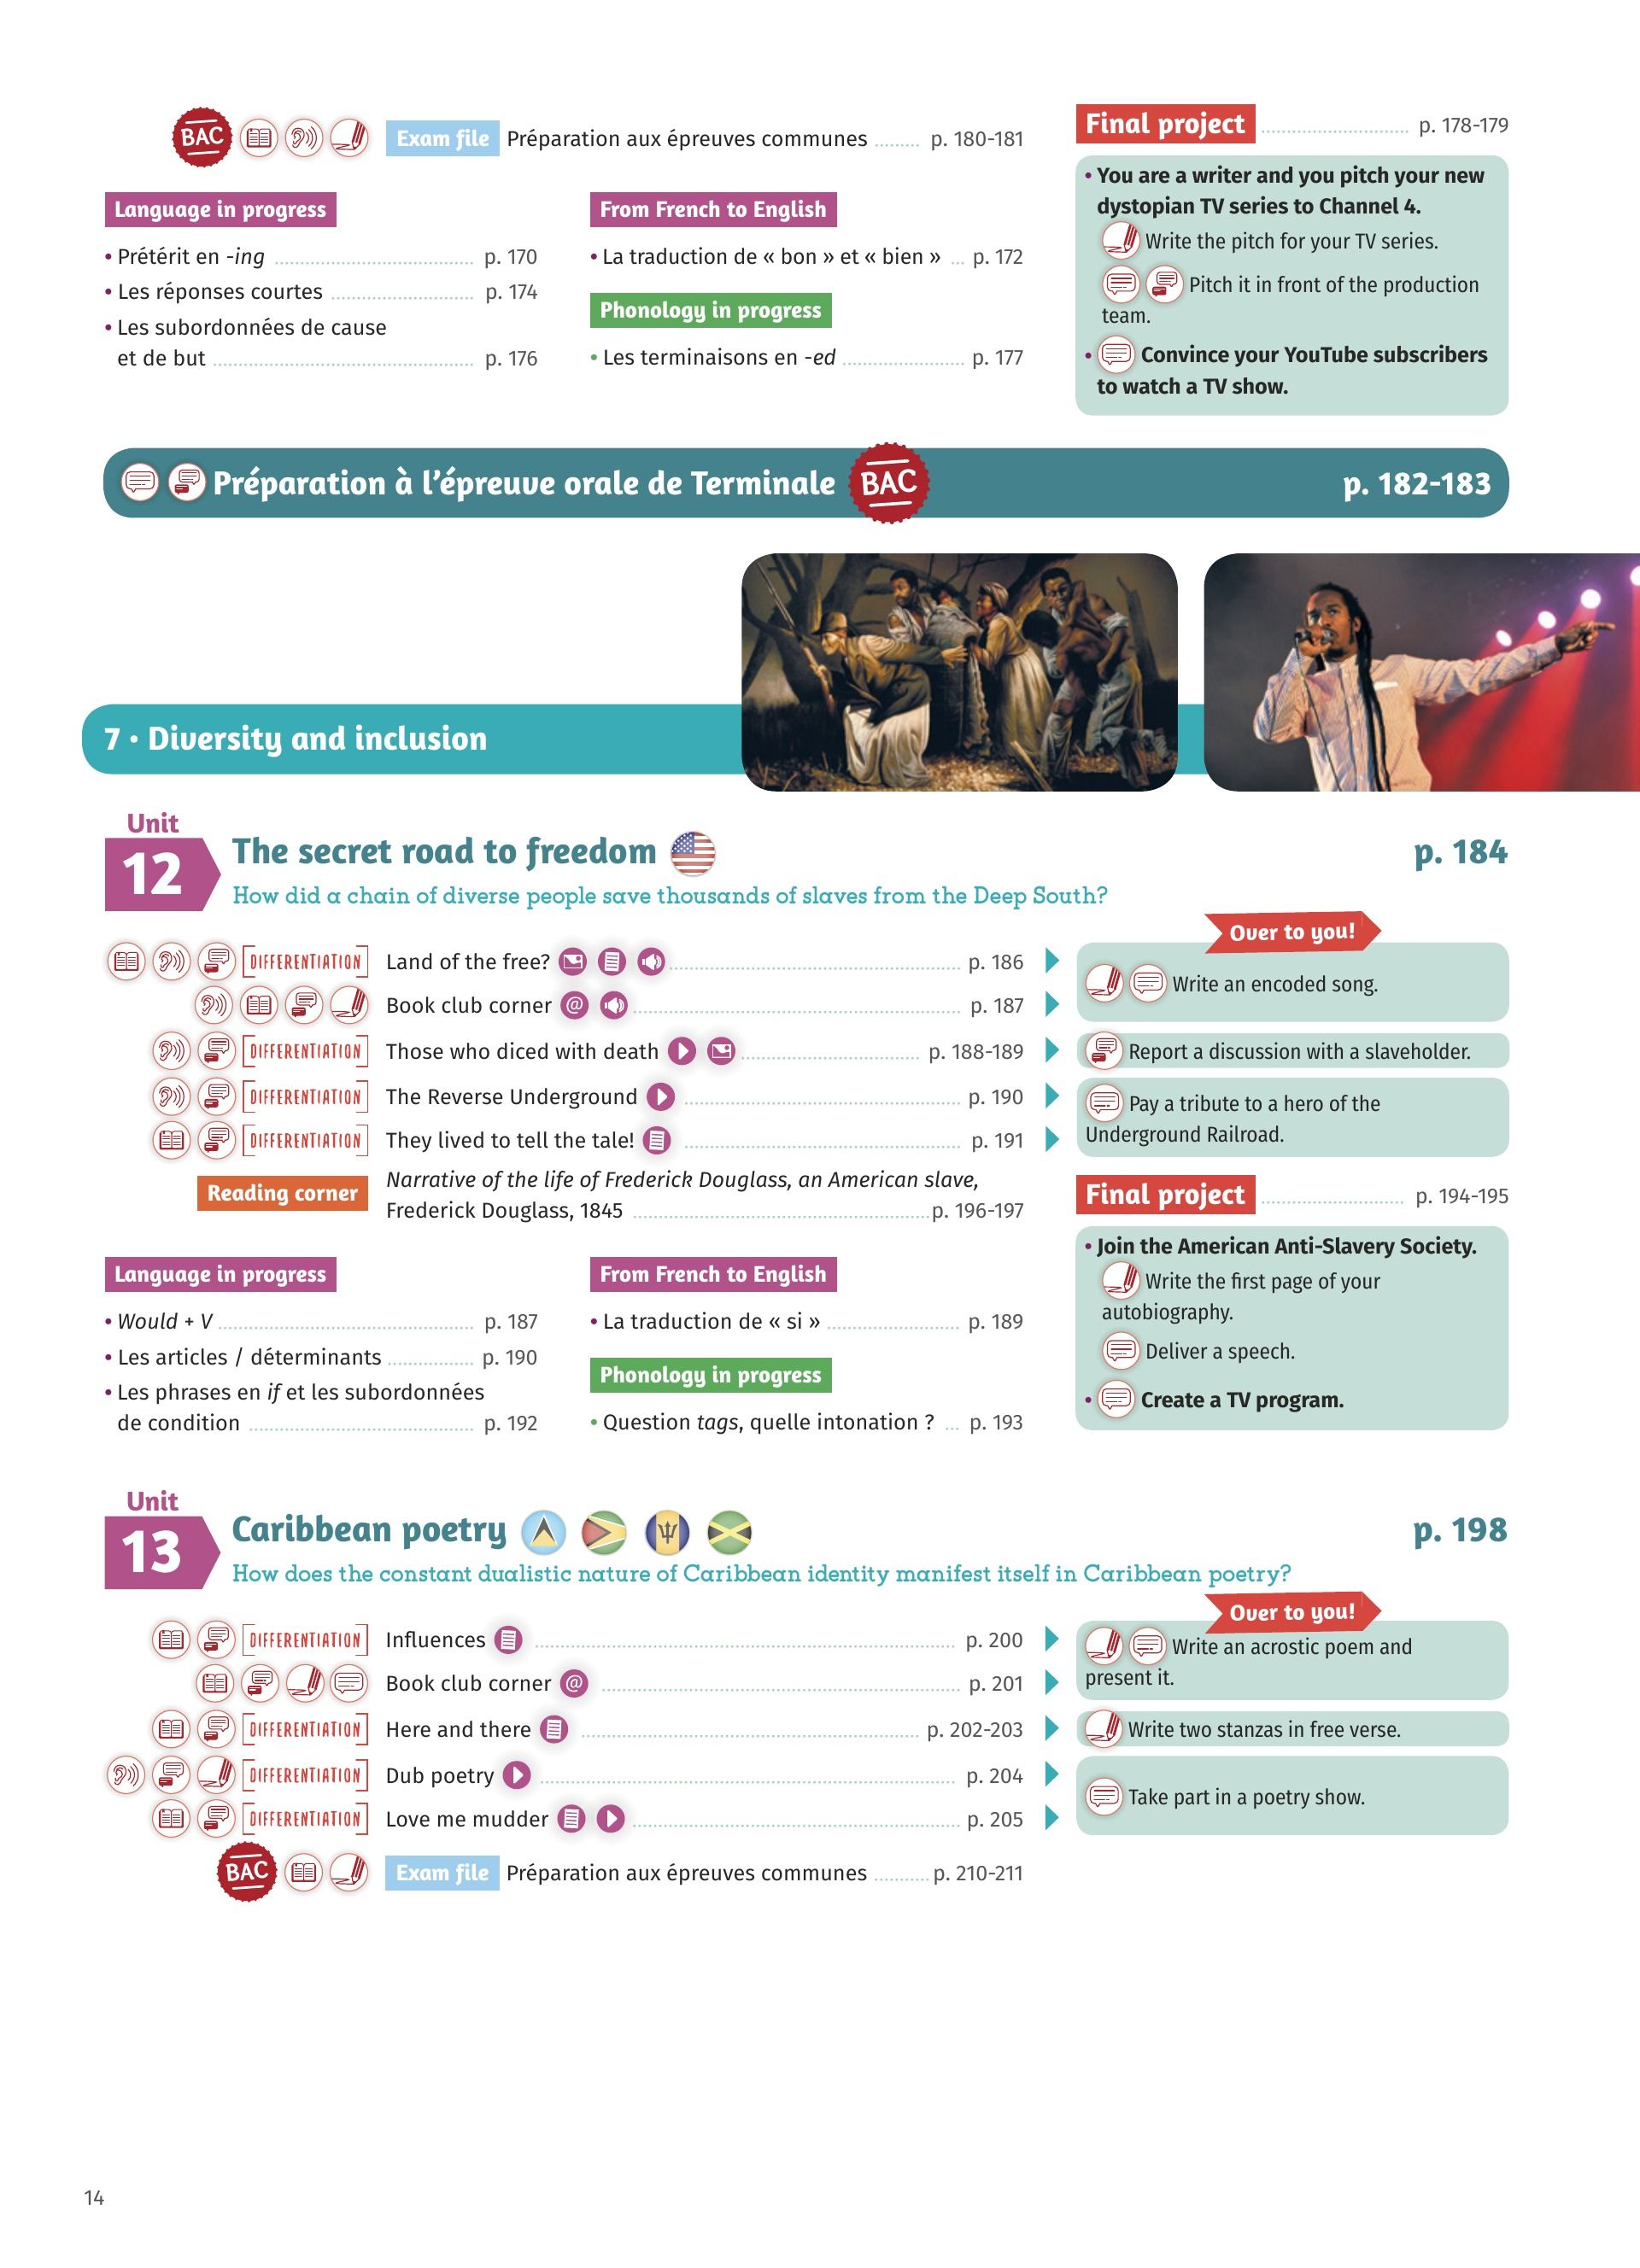 BAC Exam file Préparation aux épreuves communes ........ p. 180-181
Language in progress
• Prétérit en -ing ........ p. 170
• Les réponses courtes ........ p. 174
• Les subordonnées de cause
et de but ........ p. 176
From French to English
• La traduction de « bon » et « bien » ... p. 172
Phonology in progress
• Les terminaisons en -ed ........ p. 177
Final project ........ p. 178-179
• You are a writer and you pitch your new
dystopian TV series to Channel 4.
Write the pitch for your TV series.
Pitch it in front of the production
team.
• Convince your YouTube subscribers
to watch a TV show.
Préparation à l'épreuve orale de Terminale BAC p. 182-183
7 • Diversity and inclusion
Unit
12
The secret road to freedom p. 184
How did a chain of diverse people save thousands of slaves from the Deep South?
DIFFERENTIATION Land of the free? ........ p. 186
Book club corner @ ........ p. 187
DIFFERENTIATION Those who diced with death ........ p. 188-189
DIFFERENTIATION The Reverse Underground ........ p. 190
DIFFERENTIATION They lived to tell the tale! ........ p. 191
Reading corner Narrative of the life of Frederick Douglass, an American slave,
Frederick Douglass, 1845 ........ p. 196-197
Over to you!
Write an encoded song.
Report a discussion with a slaveholder.
Pay a tribute to a hero of the
Underground Railroad.
Language in progress
• Would + V ........ p. 187
• Les articles / déterminants ........ p. 190
• Les phrases en if et les subordonnées
de condition ........ p. 192
From French to English
• La traduction de « si » ........ p. 189
Phonology in progress
• Question tags, quelle intonation ? ... p. 193
Final project ........ p. 194-195
• Join the American Anti-Slavery Society.
Write the first page of your
autobiography.
Deliver a speech.
• Create a TV program.
Unit
13
Caribbean poetry p. 198
How does the constant dualistic nature of Caribbean identity manifest itself in Caribbean poetry?
DIFFERENTIATION Influences ........ p. 200
Book club corner @ ........ p. 201
DIFFERENTIATION Here and there ........ p. 202-203
DIFFERENTIATION Dub poetry ........ p. 204
DIFFERENTIATION Love me mudder ........ p. 205
BAC Exam file Préparation aux épreuves communes ........ p. 210-211
Over to you!
Write an acrostic poem and
present it.
Write two stanzas in free verse.
Take part in a poetry show.
14